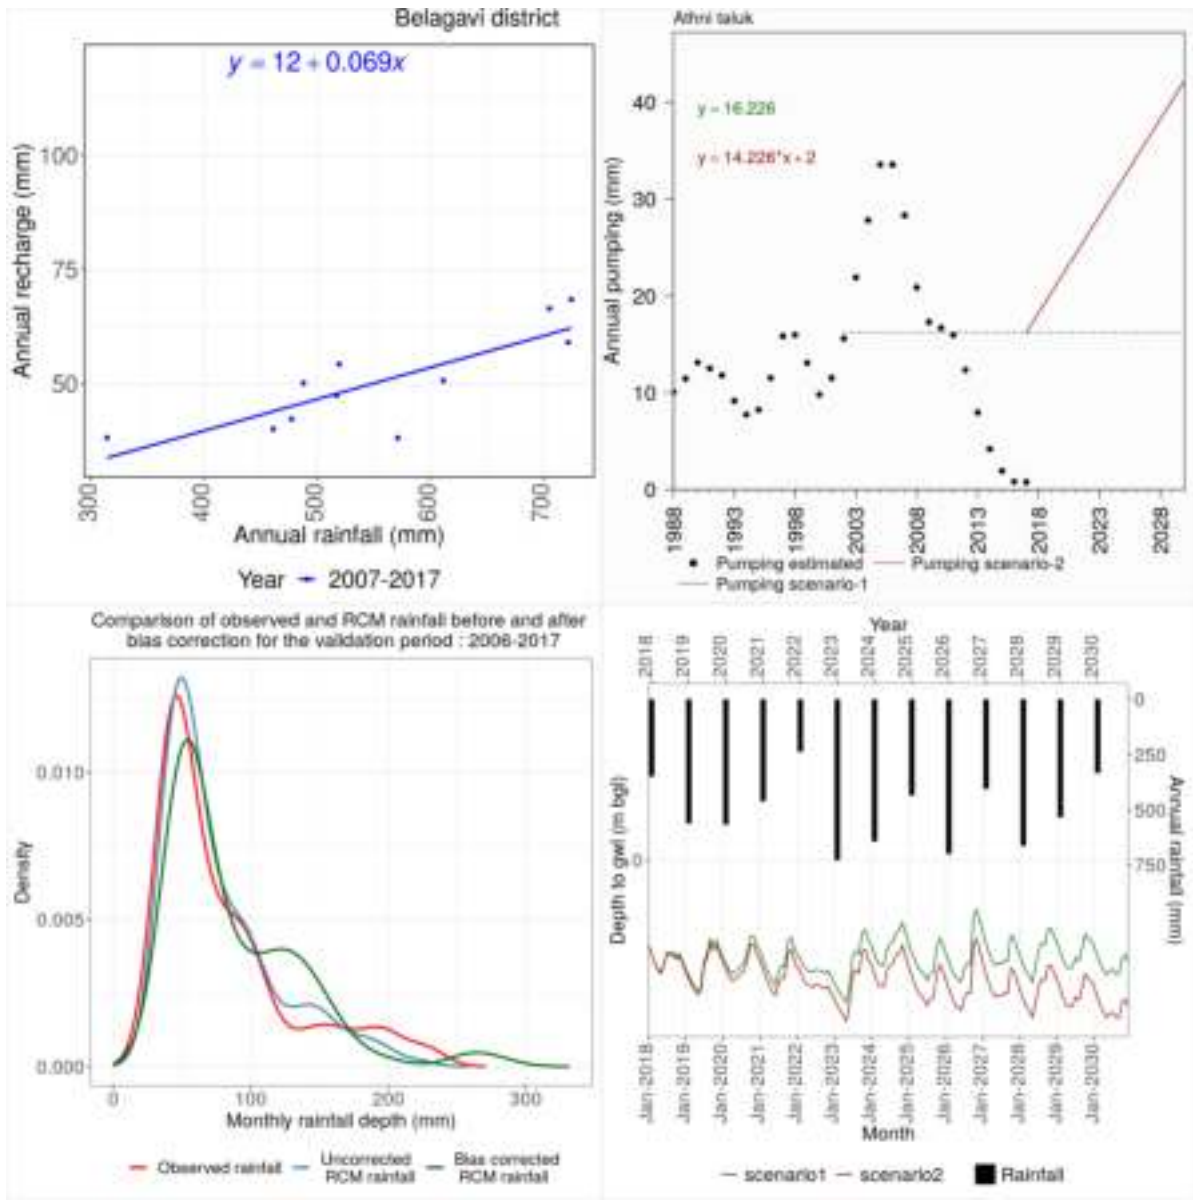 Belagavi district
y = 12 + 0.069x
100
75
50
Annual recharge (mm)
300
400
500
600
700
Annual rainfall (mm)
Year 2007-2017
Athni taluk
y = 16.226
y = 14.226*x + 2
40
30
20
10
0
Annual pumping (mm)
1988
1993
1998
2003
2008
2013
2018
2023
2028
Pumping estimated Pumping scenario-2
Pumping scenario-1
Comparison of observed and RCM rainfall before and after
bias correction for the validation period : 2006-2017
0.010
0.005
0.000
Density
0
100
200
300
Monthly rainfall depth (mm)
Observed rainfall
Uncorrected
RCM rainfall
Bias corrected
RCM rainfall
Year
2018
2019
2020
2021
2022
2023
2024
2025
2026
2027
2028
2029
2030
0
Depth to gwl (m bgl)
0
250
500
750
Annual rainfall (mm)
Jan-2018
Jan-2019
Jan-2020
Jan-2021
Jan-2022
Jan-2023
Jan-2024
Jan-2025
Jan-2026
Jan-2027
Jan-2028
Jan-2029
Jan-2030
Month
scenario1 scenario2 Rainfall